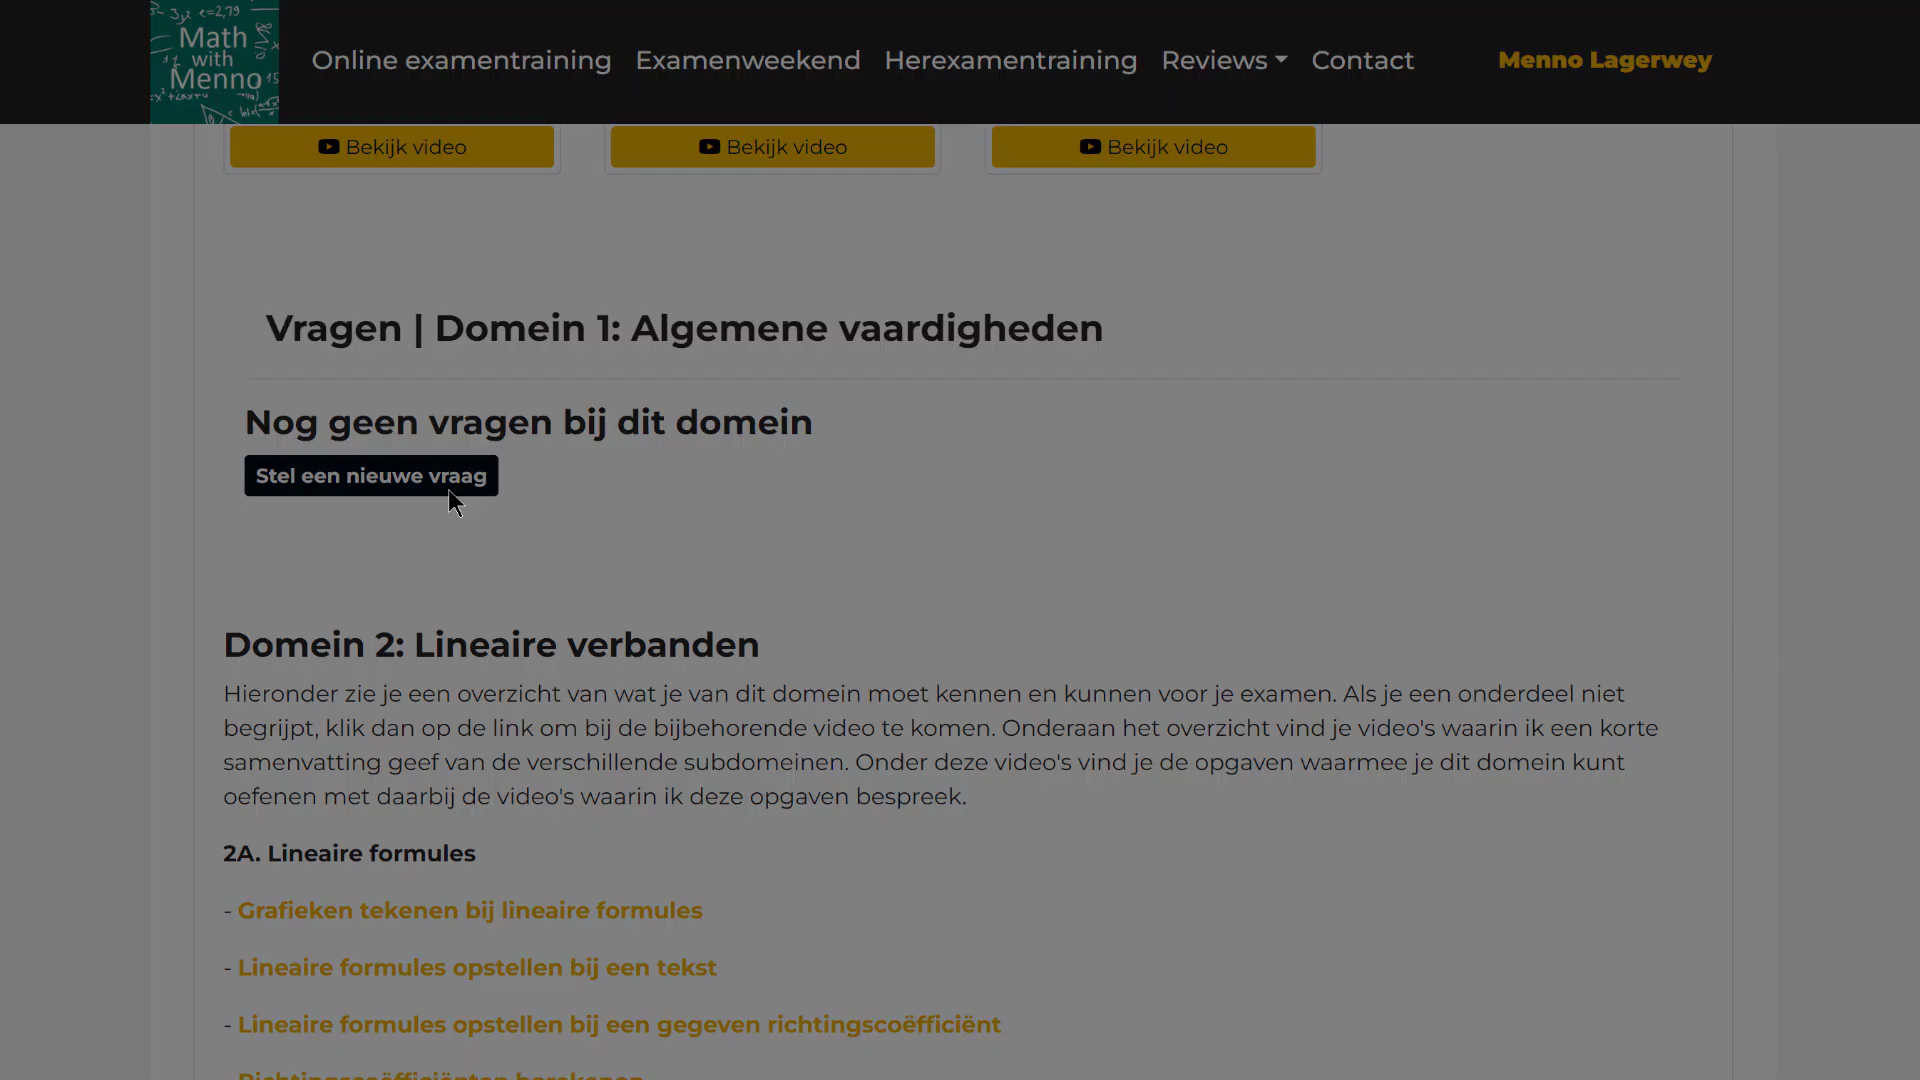 Math
with
Menno
Online examentraining
Examenweekend
Herexamentraining
Reviews
Contact
Menno Lagerwey
Bekijk video
Bekijk video
Bekijk video
Vragen | Domein 1: Algemene vaardigheden
Nog geen vragen bij dit domein
Stel een nieuwe vraag
Domein 2: Lineaire verbanden
Hieronder zie je een overzicht van wat je van dit domein moet kennen en kunnen voor je examen. Als je een onderdeel niet
begrijpt, klik dan op de link om bij de bijbehorende video te komen. Onderaan het overzicht vind je video's waarin ik een korte
samenvatting geef van de verschillende subdomeinen. Onder deze video's vind je de opgaven waarmee je dit domein kunt
oefenen met daarbij de video's waarin ik deze opgaven bespreek.
2A. Lineaire formules
- Grafieken tekenen bij lineaire formules
- Lineaire formules opstellen bij een tekst
- Lineaire formules opstellen bij een gegeven richtingscoëfficiënt